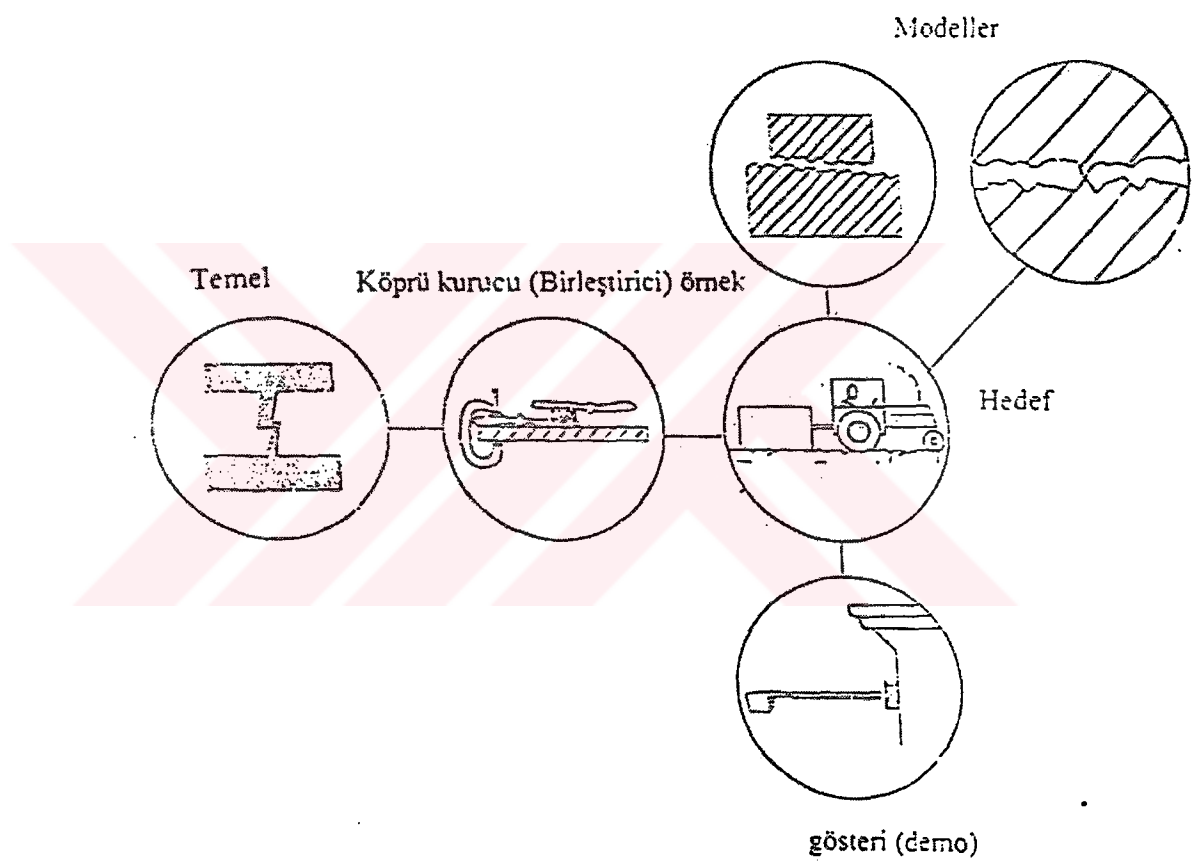 Modeller
Temel
Köprü kurucu (Birleştirici) örnek
Hedef
gösteri (demo)